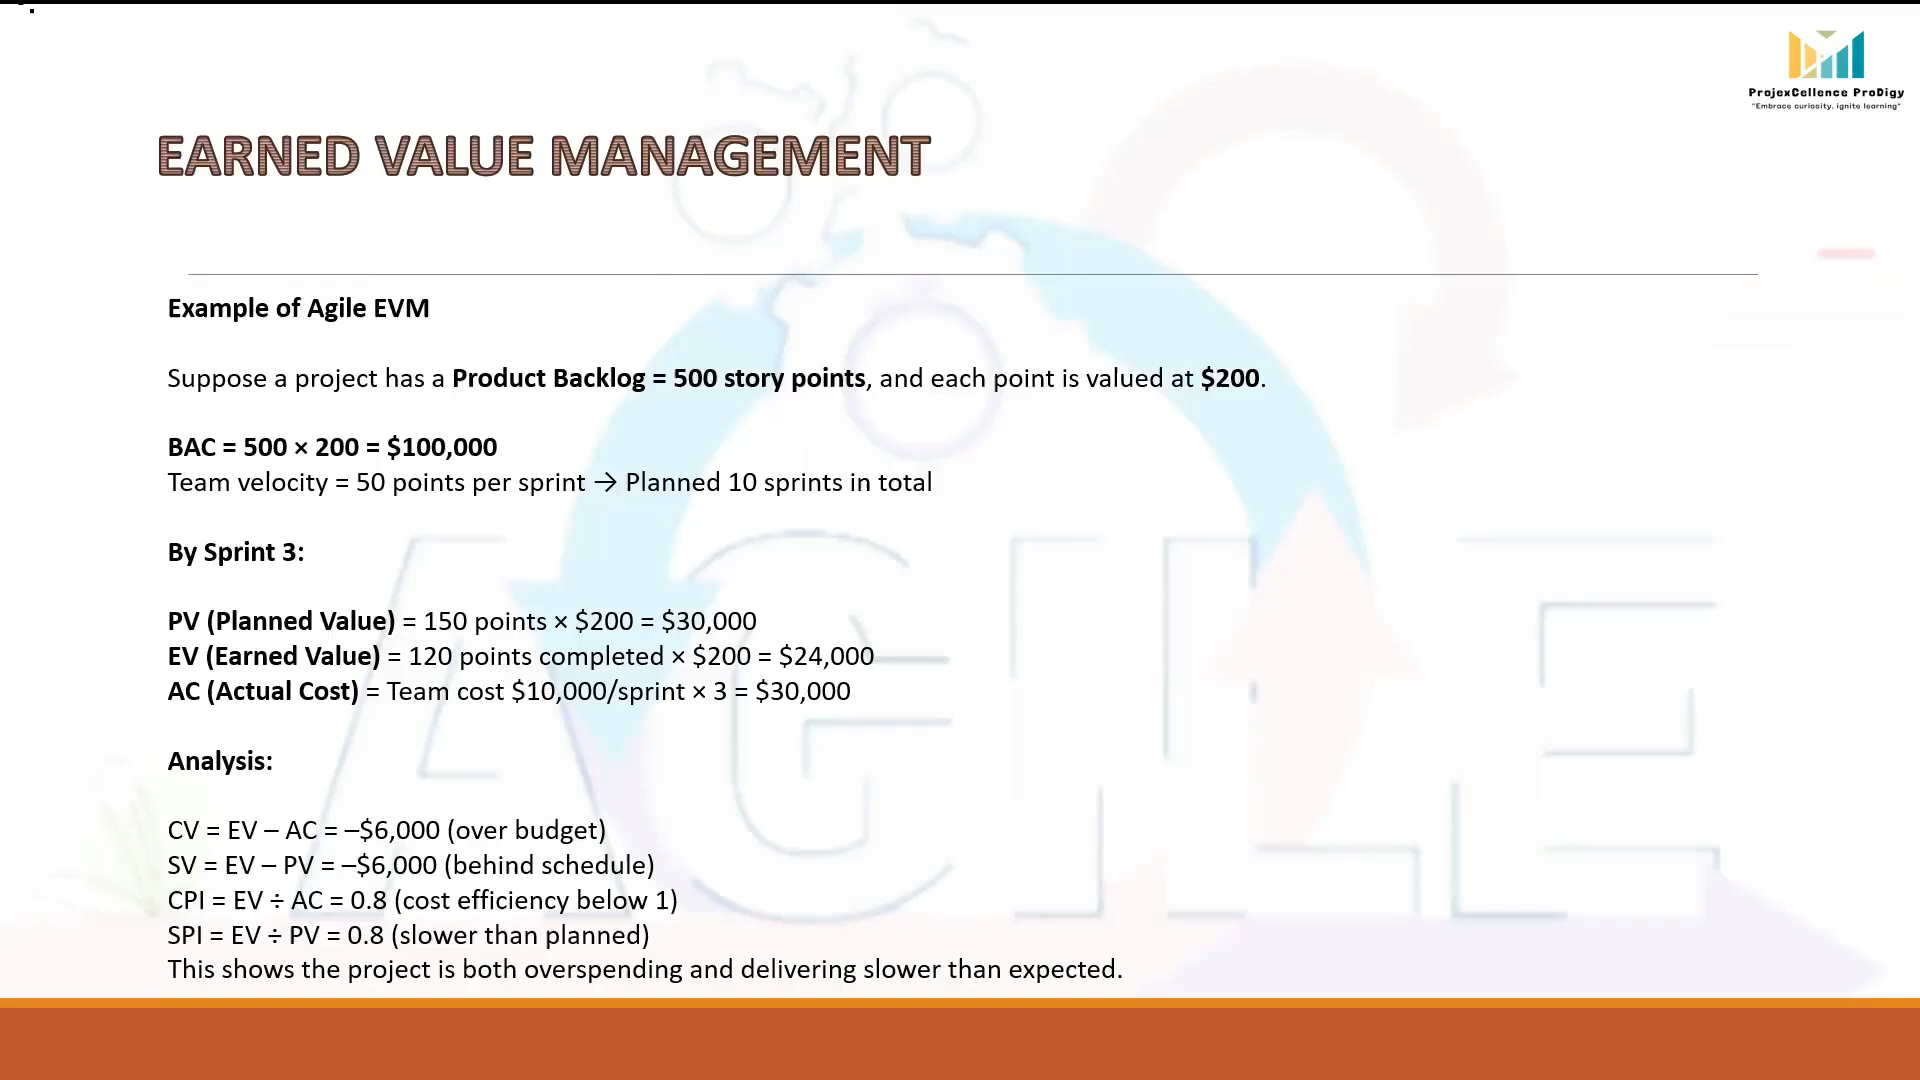 ProjexCellence ProDigy
"Embrace curiosity, ignite learning"
EARNED VALUE MANAGEMENT
Example of Agile EVM
Suppose a project has a Product Backlog = 500 story points, and each point is valued at $200.
BAC = 500 × 200 = $100,000
Team velocity = 50 points per sprint → Planned 10 sprints in total
By Sprint 3:
PV (Planned Value) = 150 points × $200 = $30,000
EV (Earned Value) = 120 points completed × $200 = $24,000
AC (Actual Cost) = Team cost $10,000/sprint × 3 = $30,000
Analysis:
CV = EV – AC = –$6,000 (over budget)
SV = EV – PV = –$6,000 (behind schedule)
CPI = EV ÷ AC = 0.8 (cost efficiency below 1)
SPI = EV ÷ PV = 0.8 (slower than planned)
This shows the project is both overspending and delivering slower than expected.
AGILE